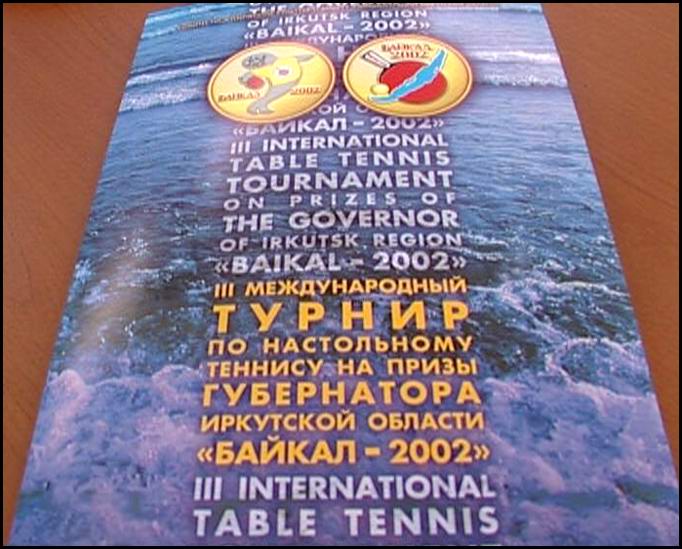 OF IRKUTSK REGION
«BAIKAL – 2002»
БАЙКАЛ 2002
БАЙКАЛ
2002
«БАЙКАЛ – 2002»
III INTERNATIONAL
TABLE TENNIS
TOURNAMENT
ON PRIZES OF
THE GOVERNOR
OF IRKUTSK REGION
«BAIKAL – 2002»
III МЕЖДУНАРОДНЫЙ
ТУРНИР
ПО НАСТОЛЬНОМУ
ТЕННИСУ НА ПРИЗЫ
ГУБЕРНАТОРА
ИРКУТСКОЙ ОБЛАСТИ
«БАЙКАЛ – 2002»
III INTERNATIONAL
TABLE TENNIS